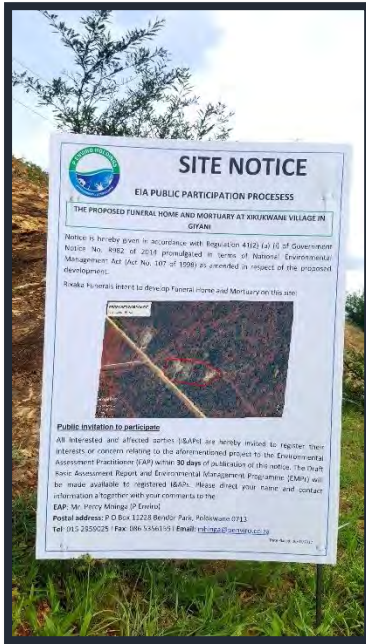 P ENVIRO HOLDINGS
SITE NOTICE
EIA PUBLIC PARTICIPATION PROCESESS
THE PROPOSED FUNERAL HOME AND MORTUARY AT XIKUKWANE VILLAGE IN
GIYANI
Notice is hereby given in accordance with Regulation 41(2) (a) (i) of Government
Notice No. R982 of 2014 promulgated in terms of National Environmental
Management Act (Act No. 107 of 1998) as amended in respect of the proposed
development.
Rixaka Funerals intent to develop Funeral Home and Mortuary on this site:
Public invitation to participate
All interested and affected parties (I&APs) are hereby invited to register their
interests or concern relating to the aforementioned project to the Environmental
Assessment Practitioner (EAP) within 30 days of publication of this notice. The Draft
Basic Assessment Report and Environmental Management Programme (EMPr) will
be made available to registered I&APs. Please direct your name and contact
information together with your comments to the
EAP: Mr. Percy Mhinga (P Enviro)
Postal address: P O Box 11228 Bendor Park, Polokwane 0713
Tel: 015 2959025 | Fax: 086 5356155 | Email: